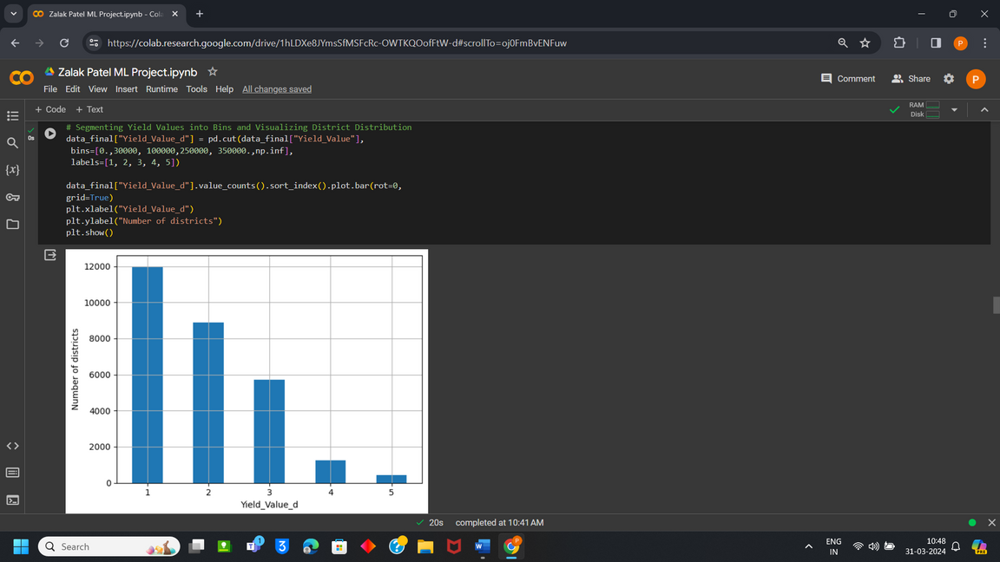 Zalak Patel ML Project.ipynb - Cola
https://colab.research.google.com/drive/1hLDXe8JYmsSfMSFcRc-OWTKQOofFtW-d#scrollTo=oj0FmBvENFuw
P
Zalak Patel ML Project.ipynb
Comment
Share
P
File Edit View Insert Runtime Tools Help All changes saved
+ Code + Text
RAM
Disk
{x}
0s
# Segmenting Yield Values into Bins and Visualizing District Distribution
data_final["Yield_Value_d"] = pd.cut(data_final["Yield_Value"],
bins=[0.,30000, 100000,250000, 350000.,np.inf],
labels=[1, 2, 3, 4, 5])
data_final["Yield_Value_d"].value_counts().sort_index().plot.bar(rot=0,
grid=True)
plt.xlabel("Yield_Value_d")
plt.ylabel("Number of districts")
plt.show()
12000
10000
8000
6000
4000
2000
0
Number of districts
1 2 3 4 5
Yield_Value_d
20s completed at 10:41 AM
Search
1
3
W
P
ENG
IN
10:48
31-03-2024
PRE